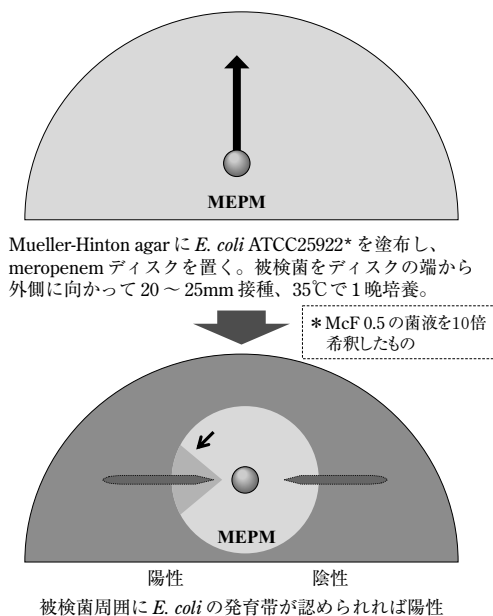 MEPM
Mueller-Hinton agar に E. coli ATCC25922* を塗布し、
meropenem ディスクを置く。被検菌をディスクの端から
外側に向かって 20 ～ 25mm 接種、35℃で 1 晩培養。
＊McF 0.5 の菌液を10倍
希釈したもの
MEPM
陽性 陰性
被検菌周囲に E. coli の発育帯が認められれば陽性